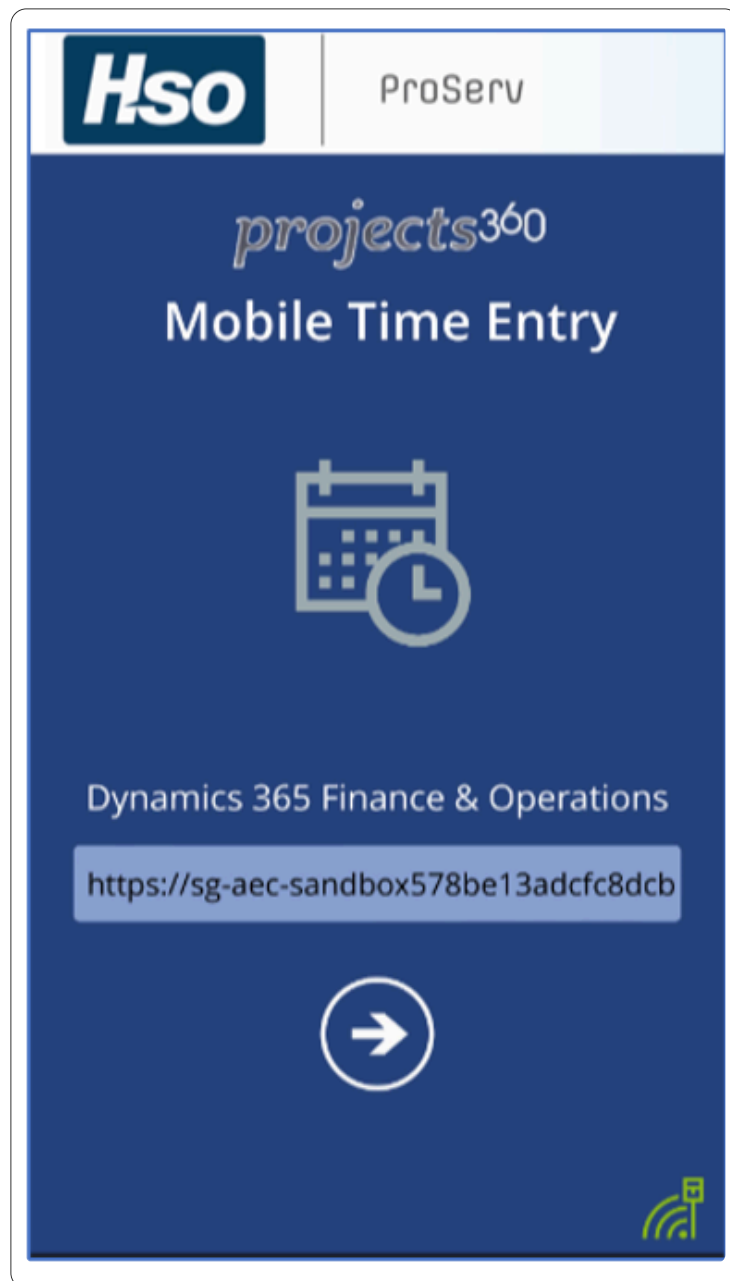 Hso
ProServ
projects360
Mobile Time Entry
Dynamics 365 Finance & Operations
https://sg-aec-sandbox578be13adcfc8dcb